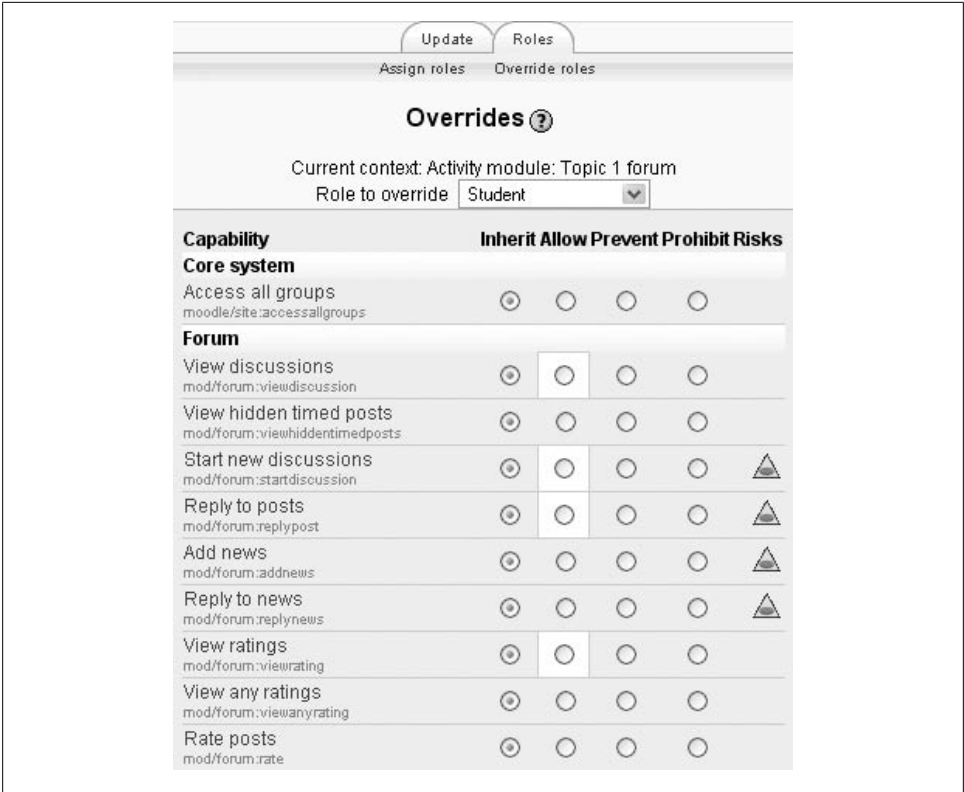 Update Roles
Assign roles Override roles
Overrides ?
Current context: Activity module: Topic 1 forum
Role to override Student
Capability Inherit Allow Prevent Prohibit Risks
Core system
Access all groups
moodle/site:accessallgroups
Forum
View discussions
mod/forum:viewdiscussion
View hidden timed posts
mod/forum:viewhiddentimedposts
Start new discussions
mod/forum:startdiscussion
Reply to posts
mod/forum:replypost
Add news
mod/forum:addnews
Reply to news
mod/forum:replynews
View ratings
mod/forum:viewrating
View any ratings
mod/forum:viewanyrating
Rate posts
mod/forum:rate